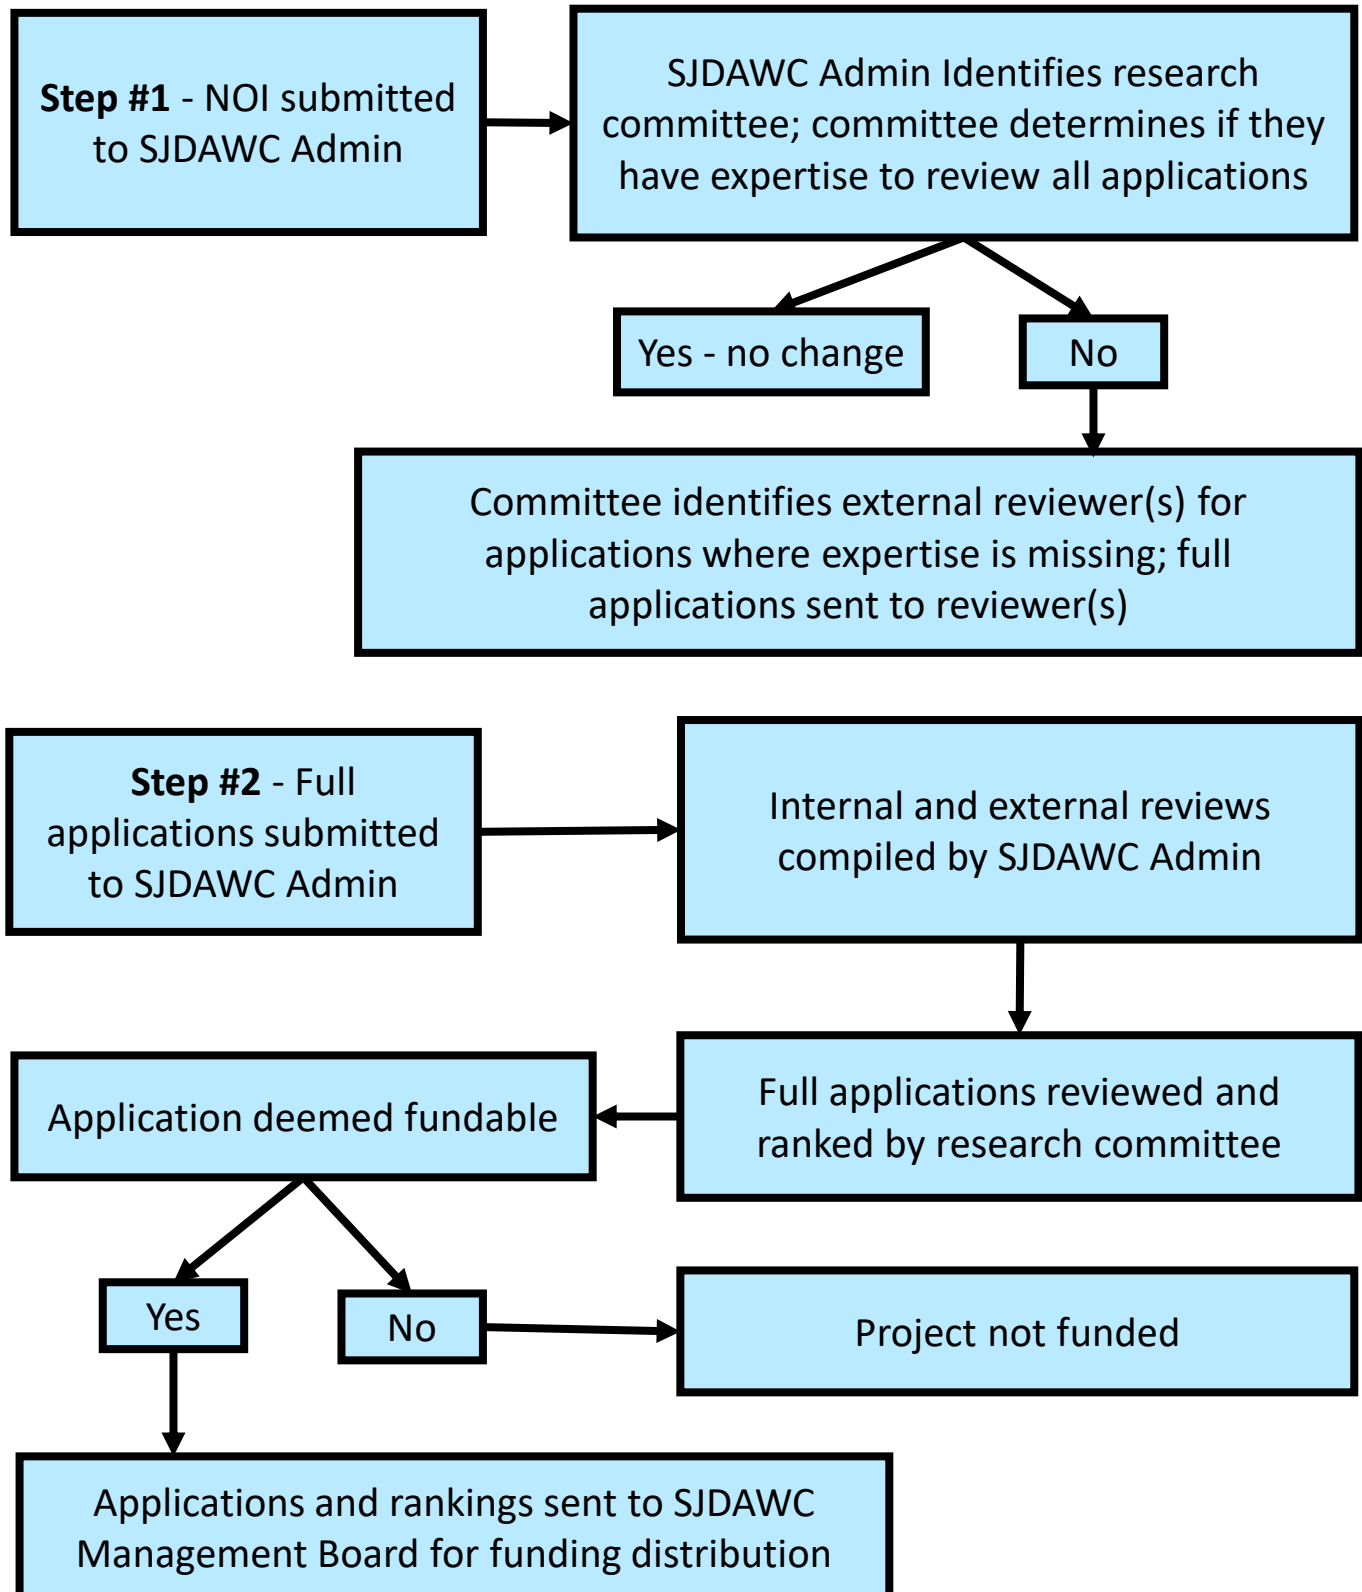 Step #1 - NOI submitted
to SJDAWC Admin
SJDAWC Admin Identifies research
committee; committee determines if they
have expertise to review all applications
Yes - no change
No
Committee identifies external reviewer(s) for
applications where expertise is missing; full
applications sent to reviewer(s)
Step #2 - Full
applications submitted
to SJDAWC Admin
Internal and external reviews
compiled by SJDAWC Admin
Full applications reviewed and
ranked by research committee
Application deemed fundable
Yes
No
Project not funded
Applications and rankings sent to SJDAWC
Management Board for funding distribution